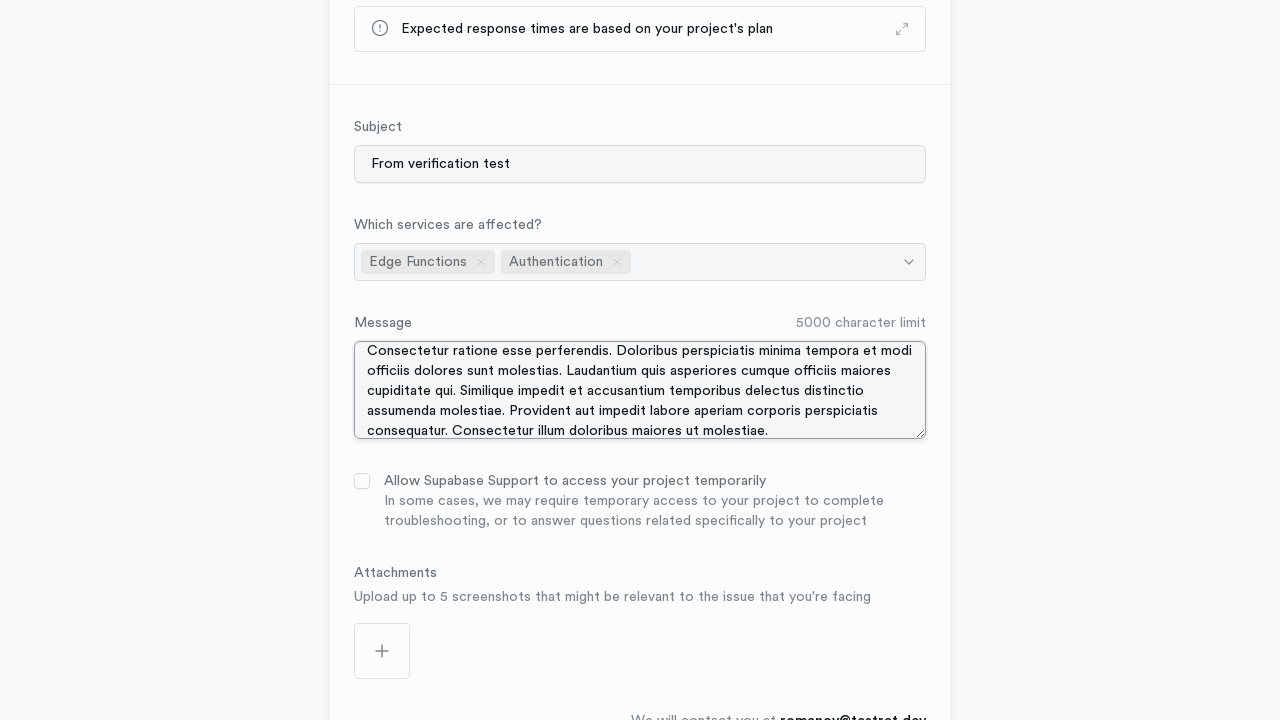 Expected response times are based on your project's plan
Subject
From verification test
Which services are affected?
Edge Functions
Authentication
Message
5000 character limit
Consectetur ratione esse perferendis. Doloribus perspiciatis minima tempora et modi
officiis dolores sunt molestias. Laudantium quis asperiores cumque officiis maiores
cupiditate qui. Similique impedit et accusantium temporibus delectus distinctio
assumenda molestiae. Provident aut impedit labore aperiam corporis perspiciatis
consequatur. Consectetur illum doloribus maiores ut molestiae.
Allow Supabase Support to access your project temporarily
In some cases, we may require temporary access to your project to complete
troubleshooting, or to answer questions related specifically to your project
Attachments
Upload up to 5 screenshots that might be relevant to the issue that you're facing
We will contact you at